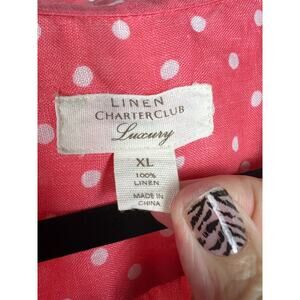 LINEN
CHARTER CLUB
Luxury
XL
100%
LINEN
MADE IN
CHINA